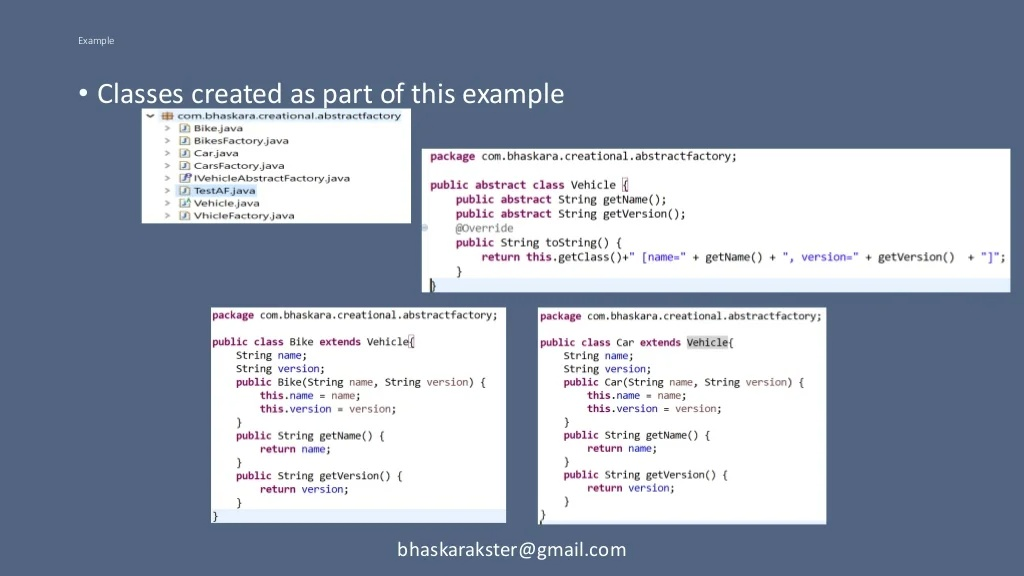 Example
• Classes created as part of this example
com.bhaskara.creational.abstractfactory
Bike.java
BikesFactory.java
Car.java
CarsFactory.java
IVehicleAbstractFactory.java
TestAF.java
Vehicle.java
VhicleFactory.java
package com.bhaskara.creational.abstractfactory;
public abstract class Vehicle {
public abstract String getName();
public abstract String getVersion();
@Override
public String toString() {
return this.getClass()+" [name=" + getName() + ", version=" + getVersion()  + "]";
}
}
package com.bhaskara.creational.abstractfactory;
public class Bike extends Vehicle{
String name;
String version;
public Bike(String name, String version) {
this.name = name;
this.version = version;
}
public String getName() {
return name;
}
public String getVersion() {
return version;
}
}
package com.bhaskara.creational.abstractfactory;
public class Car extends Vehicle{
String name;
String version;
public Car(String name, String version) {
this.name = name;
this.version = version;
}
public String getName() {
return name;
}
public String getVersion() {
return version;
}
}
bhaskarakster@gmail.com